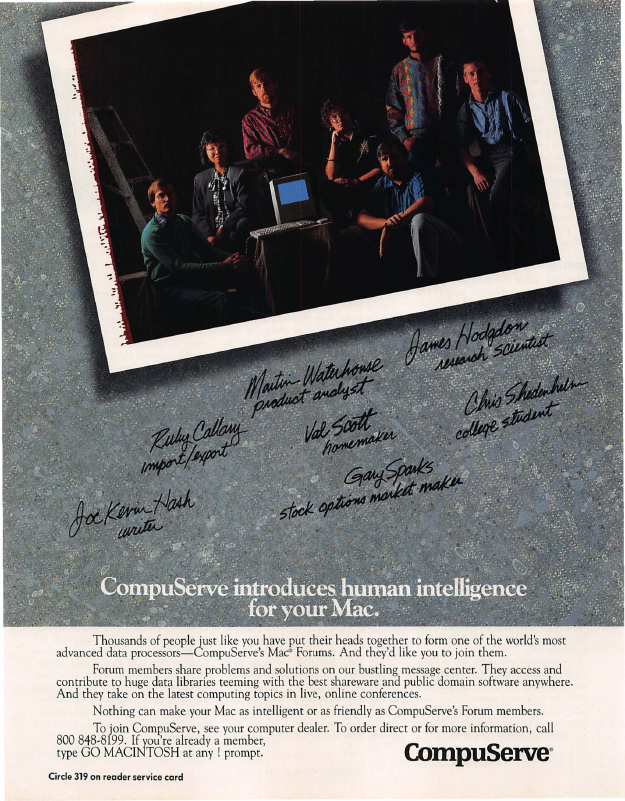 James Hodgdon
research scientist
Martin Waterhouse
product analyst
Chris Shedenhelm
college student
Ruby Callary
import/export
Val Scott
homemaker
Gary Sparks
stock options market maker
Joe Kevin Hash
writer
CompuServe introduces human intelligence
for your Mac.
Thousands of people just like you have put their heads together to form one of the world's most
advanced data processors—CompuServe's Mac® Forums. And they'd like you to join them.
Forum members share problems and solutions on our bustling message center. They access and
contribute to huge data libraries teeming with the best shareware and public domain software anywhere.
And they take on the latest computing topics in live, online conferences.
Nothing can make your Mac as intelligent or as friendly as CompuServe's Forum members.
To join CompuServe, see your computer dealer. To order direct or for more information, call
800 848-8199. If you're already a member,
type GO MACINTOSH at any ! prompt.
CompuServe®
Circle 319 on reader service card